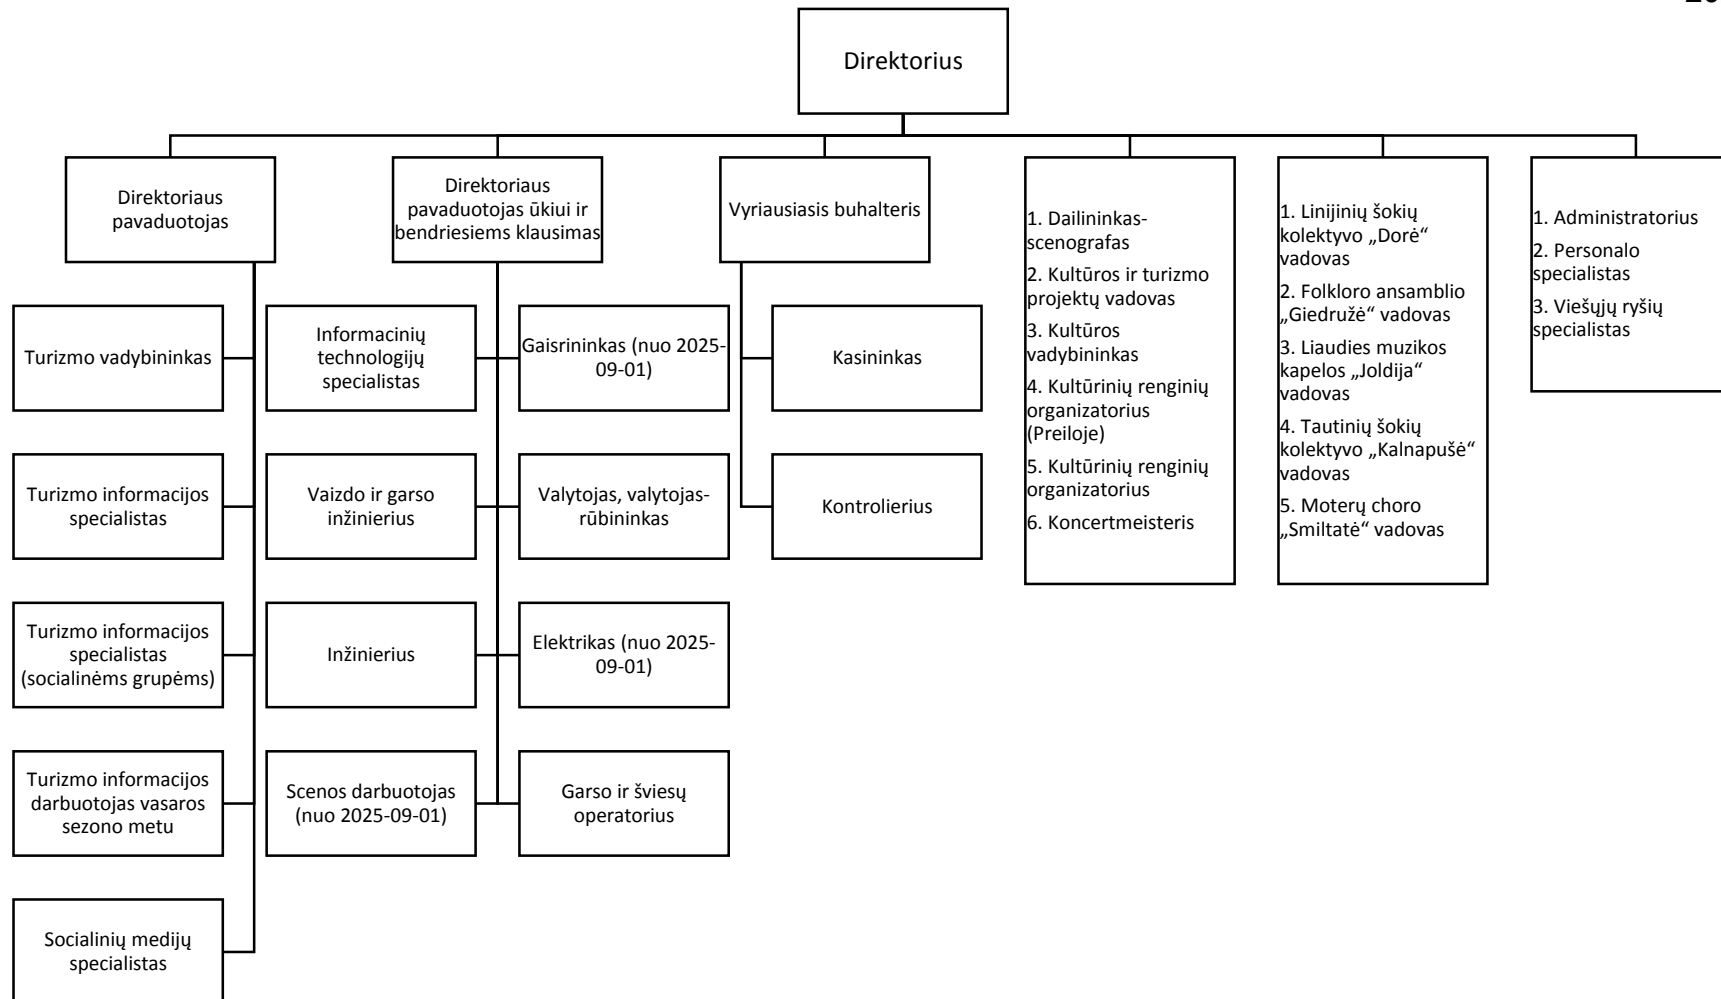 Direktorius
Direktoriaus
pavaduotojas
Direktoriaus
pavaduotojas ūkiui ir
bendriesiems klausimas
Vyriausiasis buhalteris
Turizmo vadybininkas
Turizmo informacijos
specialistas
Turizmo informacijos
specialistas
(socialinėms grupėms)
Turizmo informacijos
darbuotojas vasaros
sezono metu
Socialinių medijų
specialistas
Informacinių
technologijų
specialistas
Gaisrininkas (nuo 2025-
09-01)
Vaizdo ir garso
inžinierius
Valytojas, valytojas-
rūbininkas
Inžinierius
Elektrikas (nuo 2025-
09-01)
Scenos darbuotojas
(nuo 2025-09-01)
Garso ir šviesų
operatorius
Kasininkas
Kontrolierius
1. Dailininkas-
scenografas
2. Kultūros ir turizmo
projektų vadovas
3. Kultūros
vadybininkas
4. Kultūrinių renginių
organizatorius
(Preiloje)
5. Kultūrinių renginių
organizatorius
6. Koncertmeisteris
1. Linijinių šokių
kolektyvo „Dorė“
vadovas
2. Folkloro ansamblio
„Giedružė“ vadovas
3. Liaudies muzikos
kapelos „Joldija“
vadovas
4. Tautinių šokių
kolektyvo „Kalnapušė“
vadovas
5. Moterų choro
„Smiltatė“ vadovas
1. Administratorius
2. Personalo
specialistas
3. Viešųjų ryšių
specialistas